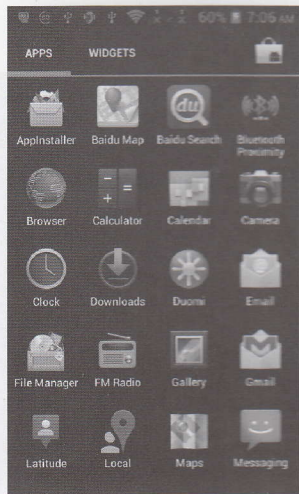 60% 7:06 AM
APPS WIDGETS
AppInstaller Baidu Map Baidu Search Bluetooth Proximity
du
Browser Calculator Calendar Camera
Clock Downloads Duomi Email
File Manager FM Radio Gallery Gmail
Latitude Local Maps Messaging